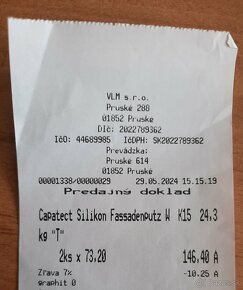 VLM s.r.o.
Pruské 288
01852 Pruské
DIČ: 2022789362
IČO: 44689985 IČDPH: SK2022789362
Prevádzka:
Pruské 614
01852 Pruské
00001338/00000029 29.05.2024 15.15.19
Predajný doklad
Capatect Silikon Fassadenputz W K15 24,3
kg "T"
2ks x 73,20 146,40 A
Zľava 7% -10.25 A
graphit 0